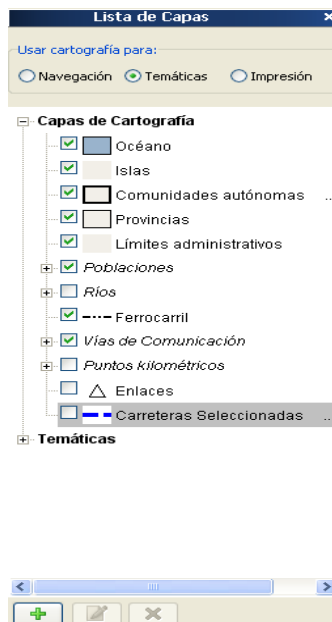 Lista de Capas
Usar cartografía para:
Navegación Temáticas Impresión
Capas de Cartografía
Océano
Islas
Comunidades autónomas ...
Provincias
Límites administrativos
Poblaciones
Ríos
Ferrocarril
Vías de Comunicación
Puntos kilométricos
Enlaces
Carreteras Seleccionadas ...
Temáticas